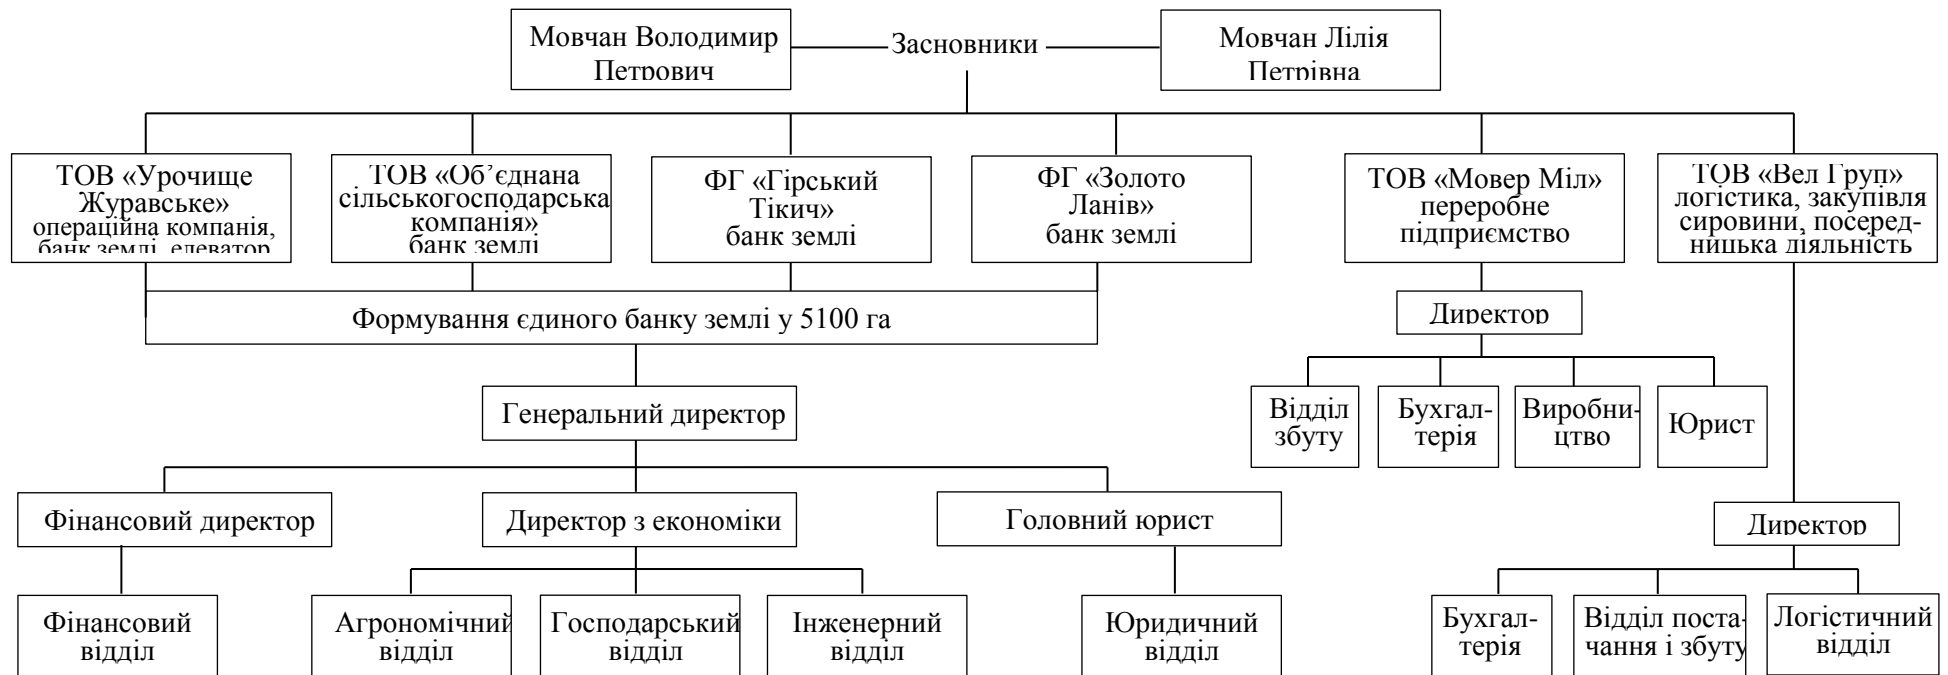 Мовчан Володимир
Петрович
Засновники
Мовчан Лілія
Петрівна
ТОВ «Урочище
Журавське»
операційна компанія,
банк землі, елеватор
ТОВ «Об’єднана
сільськогосподарська
компанія»
банк землі
ФГ «Гірський
Тікич»
банк землі
ФГ «Золото
Ланів»
банк землі
ТОВ «Мовер Міл»
переробне
підприємство
ТОВ «Вел Груп»
логістика, закупівля
сировини, посеред-
ницька діяльність
Формування єдиного банку землі у 5100 га
Директор
Генеральний директор
Відділ
збуту
Бухгал-
терія
Виробни-
цтво
Юрист
Фінансовий директор
Директор з економіки
Головний юрист
Директор
Фінансовий
відділ
Агрономічний
відділ
Господарський
відділ
Інженерний
відділ
Юридичний
відділ
Бухгал-
терія
Відділ поста-
чання і збуту
Логістичний
відділ